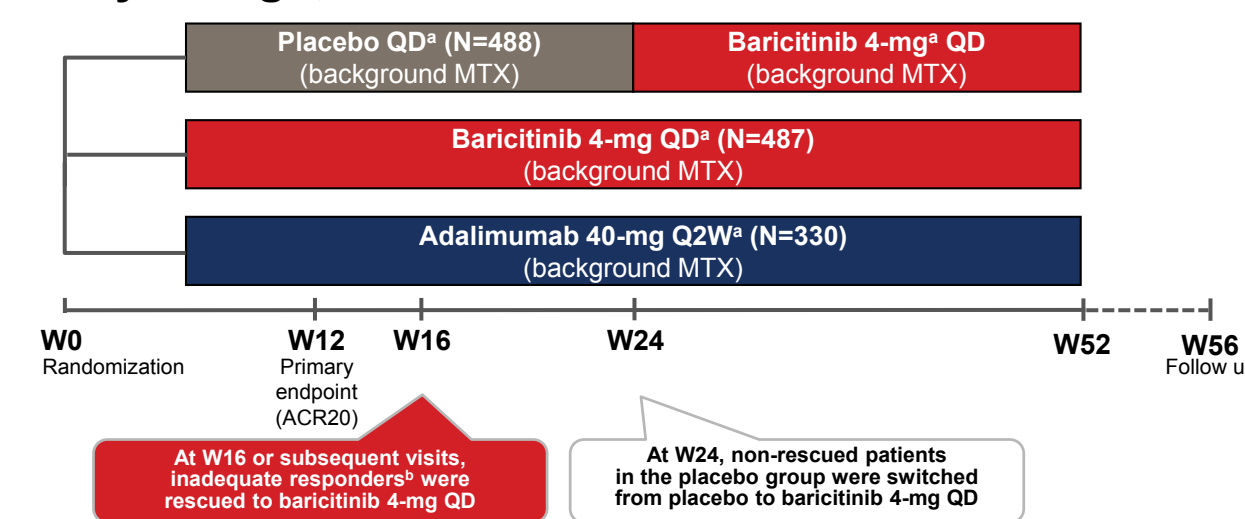 Placebo QDᵃ (N=488)
(background MTX)
Baricitinib 4-mgᵃ QD
(background MTX)
Baricitinib 4-mg QDᵃ (N=487)
(background MTX)
Adalimumab 40-mg Q2Wᵃ (N=330)
(background MTX)
W0
Randomization
W12
Primary
endpoint
(ACR20)
W16
W24
W52
W56
Follow u
At W16 or subsequent visits,
inadequate respondersᵇ were
rescued to baricitinib 4-mg QD
At W24, non-rescued patients
in the placebo group were switched
from placebo to baricitinib 4-mg QD